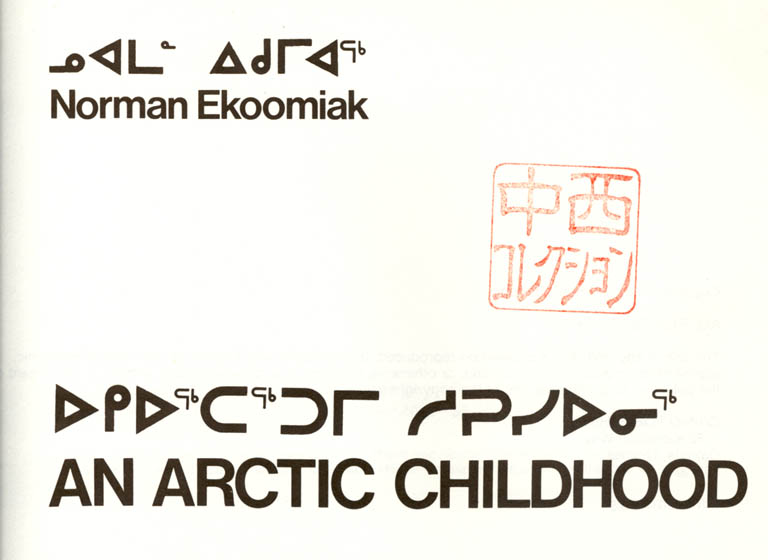 ᓄᐊᒪᓐ ᐃᑯᒥᐊᖅ
Norman Ekoomiak
中西
コレクション
ᐅᑭᐅᖅᑕᖅᑐᒥ ᓱᕈᓯᐅᓂᖅ
AN ARCTIC CHILDHOOD